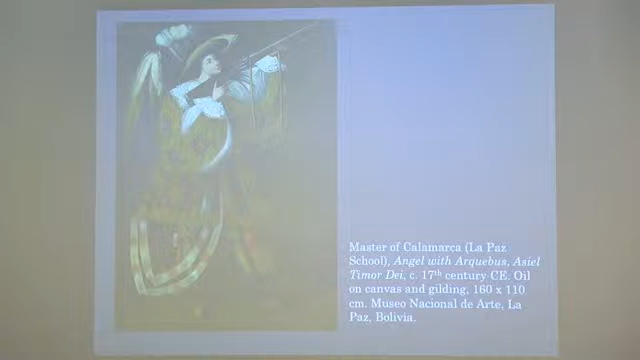 Master of Calamarca (La Paz
School), Angel with Arquebus, Asiel
Timor Dei, c. 17th century CE. Oil
on canvas and gilding, 160 x 110
cm. Museo Nacional de Arte, La
Paz, Bolivia.